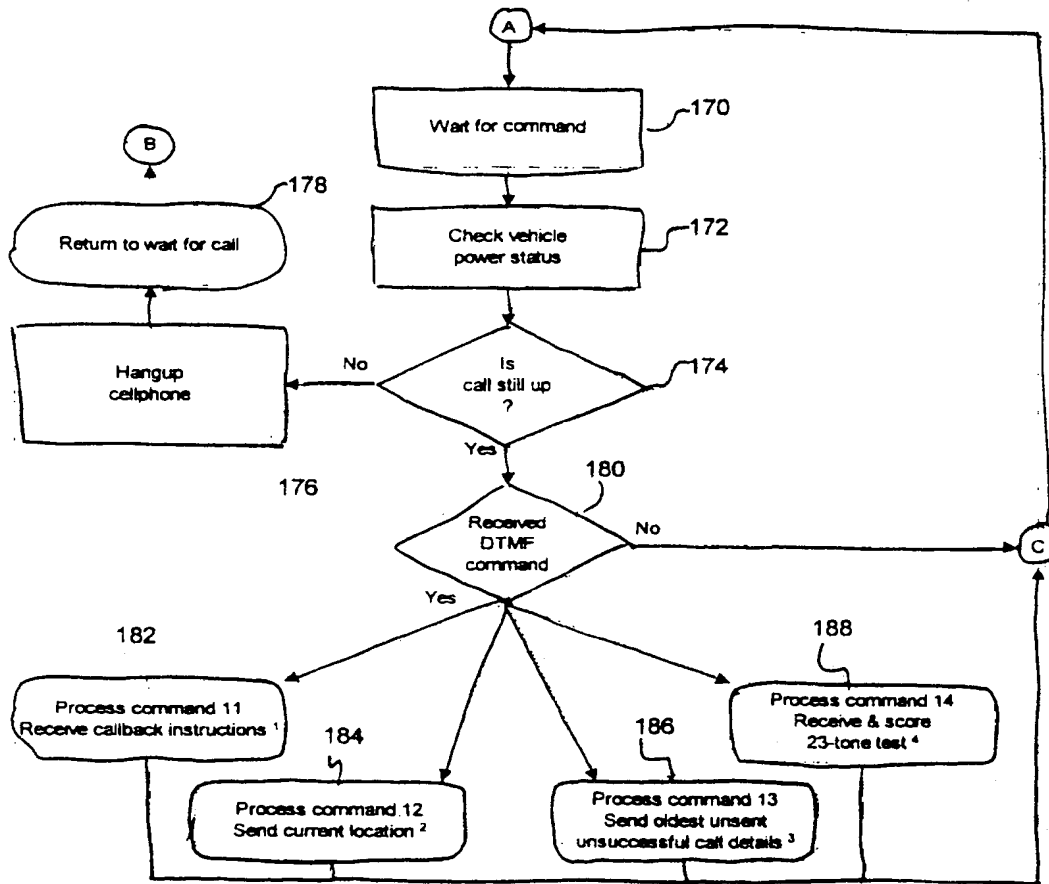 A
Wait for command
170
B
178
Return to wait for call
Check vehicle
power status
172
Hangup
cellphone
No
Is
call still up
?
174
Yes
176
180
Received
DTMF
command
No
C
Yes
182
188
Process command 11
Receive callback instructions 1
Process command 14
Receive & score
23-tone test 4
184
186
Process command 12
Send current location 2
Process command 13
Send oldest unsent
unsuccessful call details 3